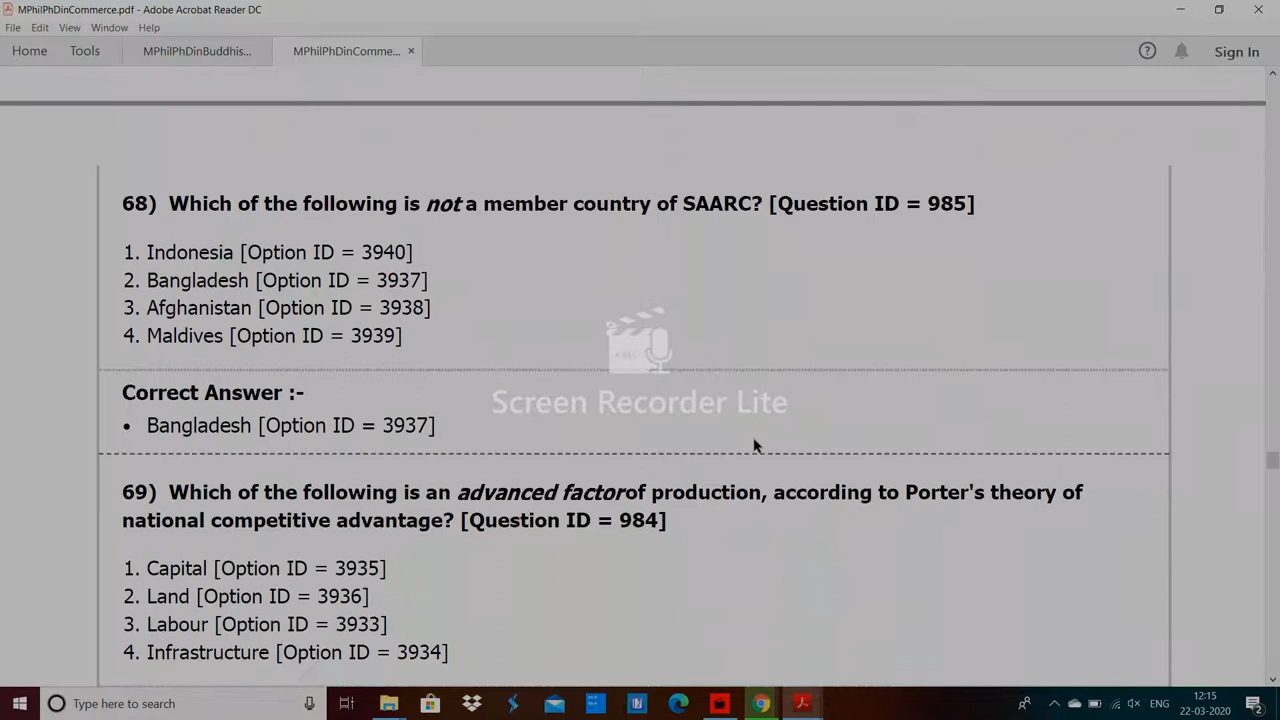 MPhilPhDinCommerce.pdf - Adobe Acrobat Reader DC
File Edit View Window Help
Home Tools MPhilPhDinBuddhis... MPhilPhDinComme... × Sign In
68) Which of the following is not a member country of SAARC? [Question ID = 985]
1. Indonesia [Option ID = 3940]
2. Bangladesh [Option ID = 3937]
3. Afghanistan [Option ID = 3938]
4. Maldives [Option ID = 3939]
REC
Screen Recorder Lite
Correct Answer :-
• Bangladesh [Option ID = 3937]
69) Which of the following is an advanced factorof production, according to Porter's theory of
national competitive advantage? [Question ID = 984]
1. Capital [Option ID = 3935]
2. Land [Option ID = 3936]
3. Labour [Option ID = 3933]
4. Infrastructure [Option ID = 3934]
Type here to search
ENG
12:15
22-03-2020
2